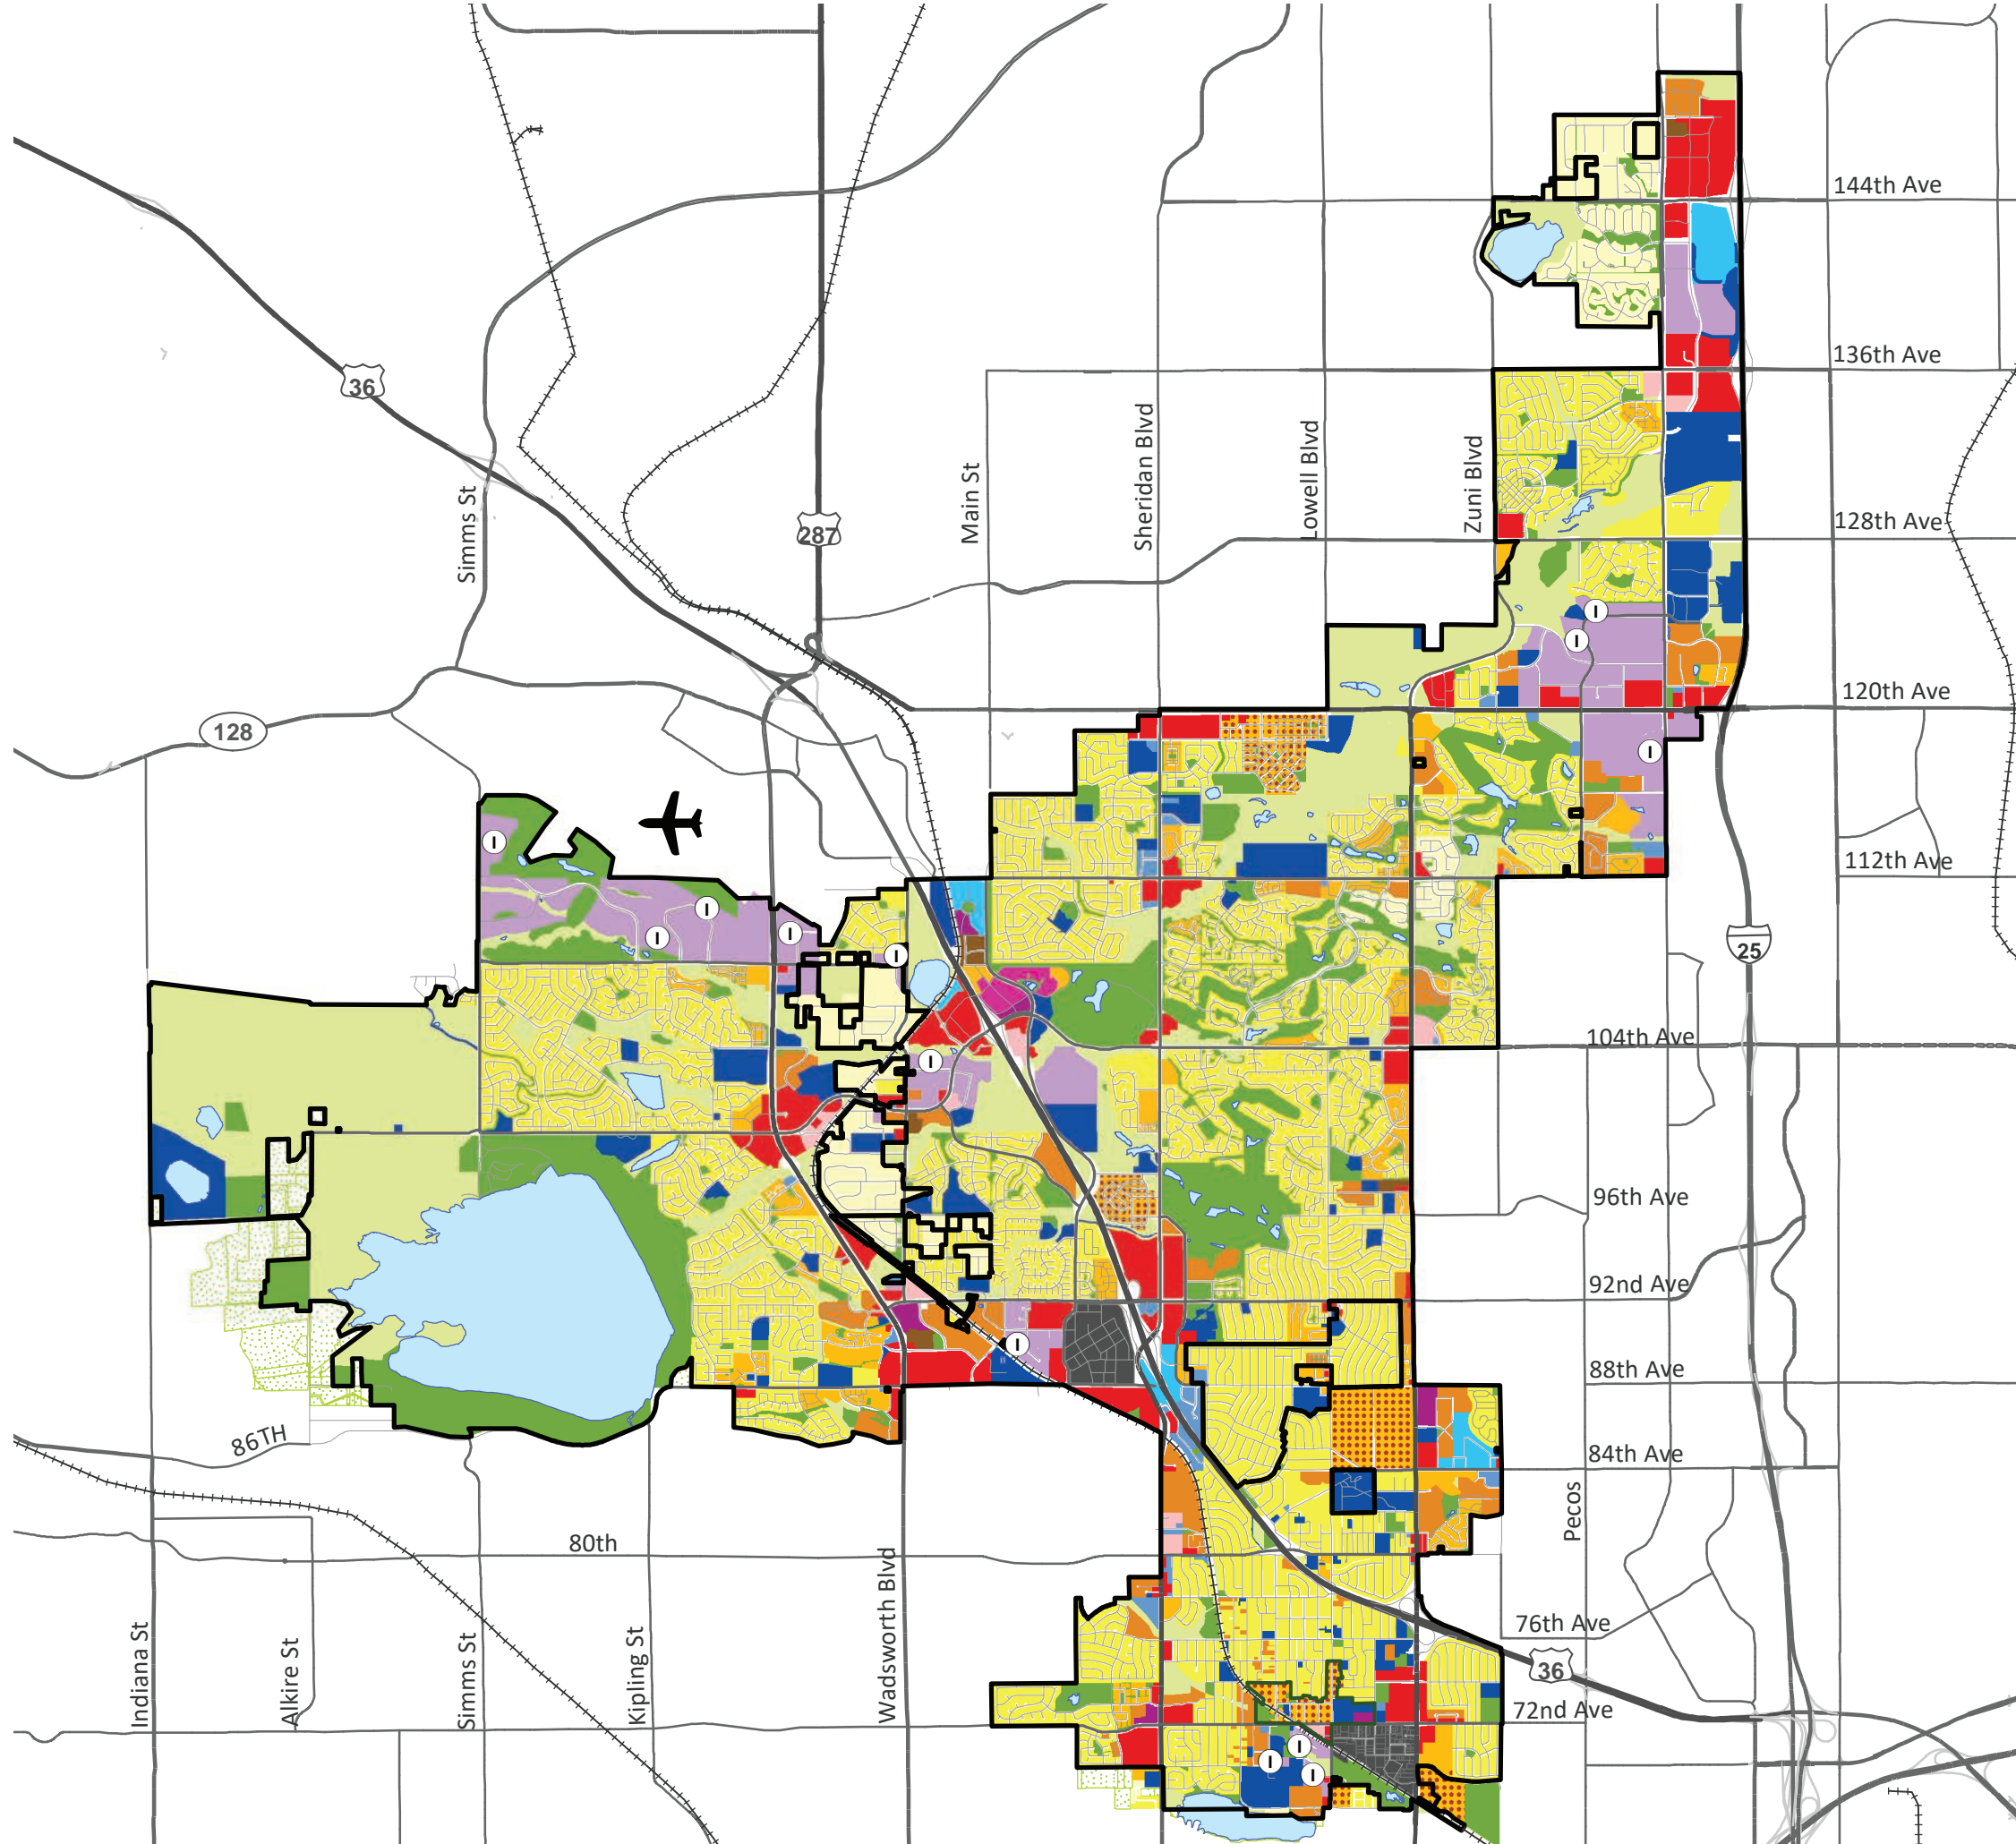 144th Ave
136th Ave
36
Sheridan Blvd
Lowell Blvd
Zuni Blvd
Main St
Simms St
287
128th Ave
I
I
120th Ave
128
I
I
112th Ave
I
I
I
I
25
104th Ave
I
96th Ave
92nd Ave
I
88th Ave
86TH
84th Ave
Pecos
80th
Wadsworth Blvd
76th Ave
Indiana St
Alkire St
Simms St
Kipling St
36
72nd Ave
I
I
I